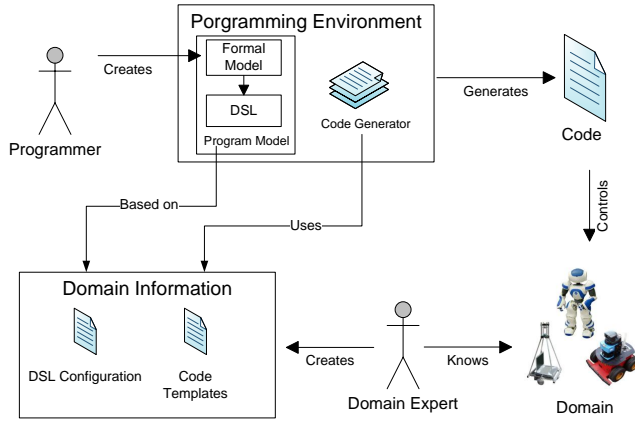 Porgramming Environment
Formal
Model
Creates
DSL
Program Model
Code Generator
Generates
Code
Programmer
Based on
Uses
Controls
Domain Information
DSL Configuration
Code
Templates
Creates
Knows
Domain Expert
Domain